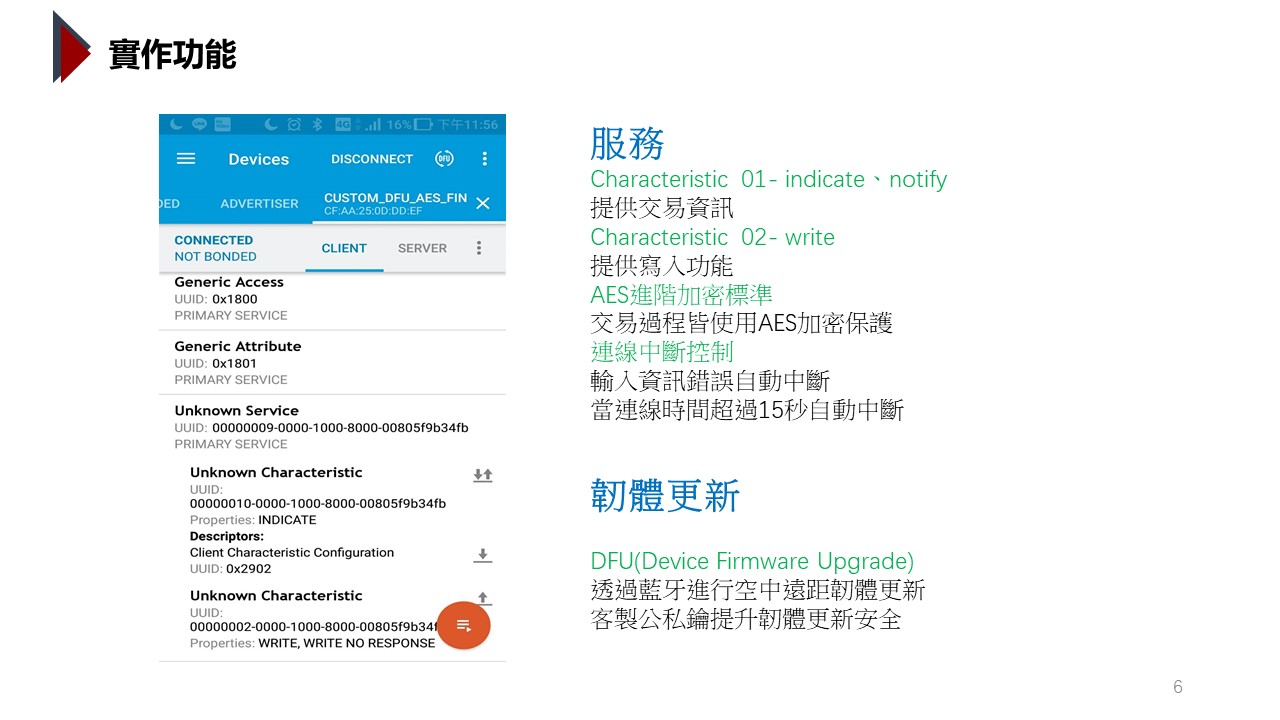 實作功能
16% 下午11:56
4G
Devices
DISCONNECT
DFU
DED
ADVERTISER
CUSTOM_DFU_AES_FIN
CF:AA:25:0D:DD:EF
CONNECTED
NOT BONDED
CLIENT
SERVER
Generic Access
UUID: 0x1800
PRIMARY SERVICE
Generic Attribute
UUID: 0x1801
PRIMARY SERVICE
Unknown Service
UUID: 00000009-0000-1000-8000-00805f9b34fb
PRIMARY SERVICE
Unknown Characteristic
UUID:
00000010-0000-1000-8000-00805f9b34fb
Properties: INDICATE
Descriptors:
Client Characteristic Configuration
UUID: 0x2902
Unknown Characteristic
UUID:
00000002-0000-1000-8000-00805f9b34f
Properties: WRITE, WRITE NO RESPONSE
服務
Characteristic 01- indicate、notify
提供交易資訊
Characteristic 02- write
提供寫入功能
AES進階加密標準
交易過程皆使用AES加密保護
連線中斷控制
輸入資訊錯誤自動中斷
當連線時間超過15秒自動中斷
韌體更新
DFU(Device Firmware Upgrade)
透過藍牙進行空中遠距韌體更新
客製公私鑰提升韌體更新安全
6